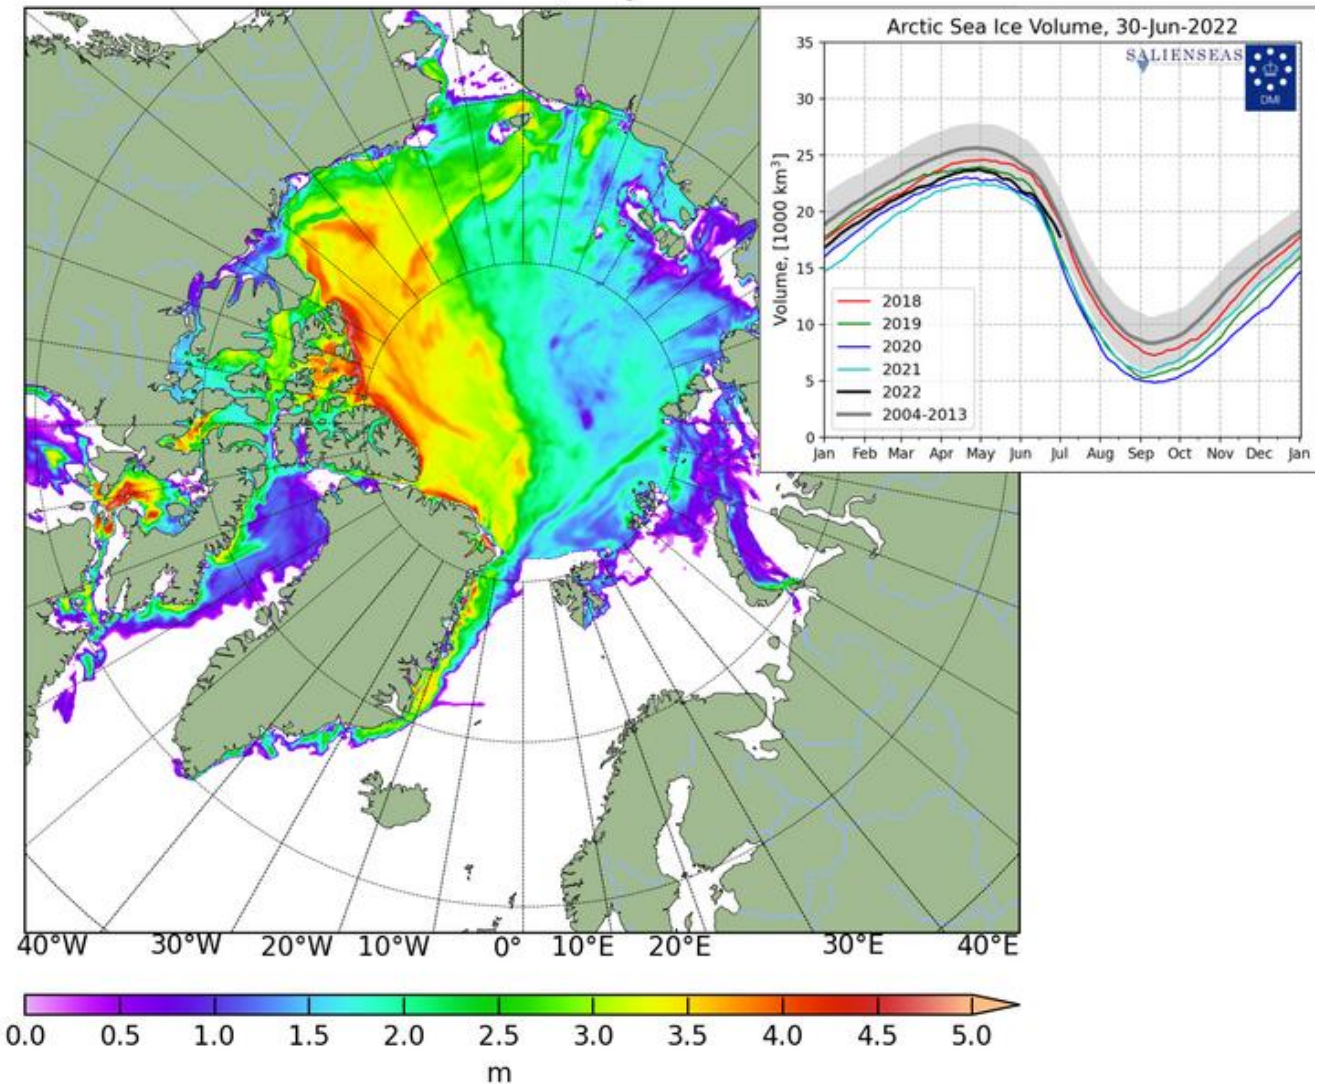 Arctic Sea Ice Volume, 30-Jun-2022
SALIENSEAS
DMI
Volume, [1000 km³]
35
30
25
20
15
10
5
0
2018
2019
2020
2021
2022
2004-2013
Jan Feb Mar Apr May Jun Jul Aug Sep Oct Nov Dec Jan
40°W 30°W 20°W 10°W 0° 10°E 20°E 30°E 40°E
0.0 0.5 1.0 1.5 2.0 2.5 3.0 3.5 4.0 4.5 5.0
m